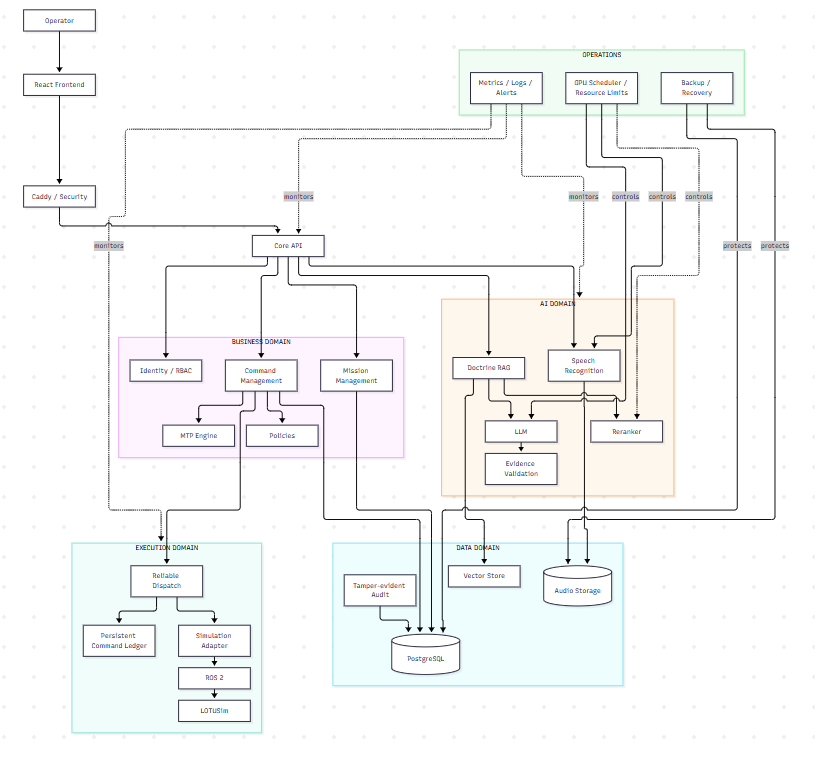 Operator
OPERATIONS
React Frontend
Metrics / Logs /
Alerts
GPU Scheduler /
Resource Limits
Backup /
Recovery
Caddy / Security
monitors
monitors
controls
controls
controls
monitors
protects
protects
Core API
AI DOMAIN
BUSINESS DOMAIN
Identity / RBAC
Command
Management
Mission
Management
Doctrine RAG
Speech
Recognition
MTP Engine
Policies
LLM
Reranker
Evidence
Validation
EXECUTION DOMAIN
DATA DOMAIN
Reliable
Dispatch
Tamper-evident
Audit
Vector Store
Audio Storage
Persistent
Command Ledger
Simulation
Adapter
PostgreSQL
ROS 2
LOTUSim